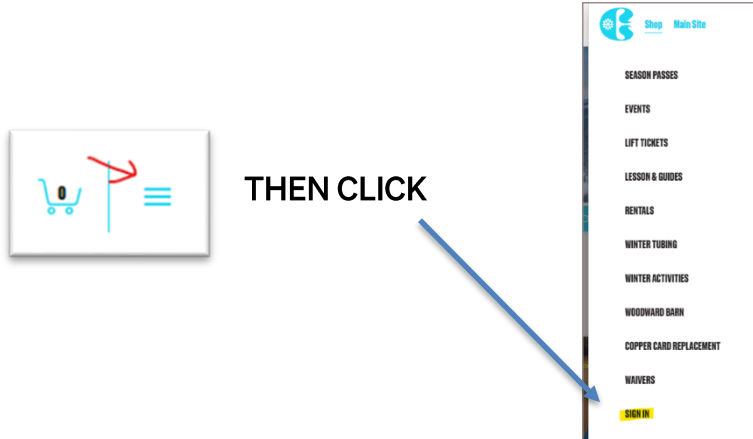 0
THEN CLICK
Shop Main Site
SEASON PASSES
EVENTS
LIFT TICKETS
LESSON & GUIDES
RENTALS
WINTER TUBING
WINTER ACTIVITIES
WOODWARD BARN
COPPER CARD REPLACEMENT
WAIVERS
SIGN IN